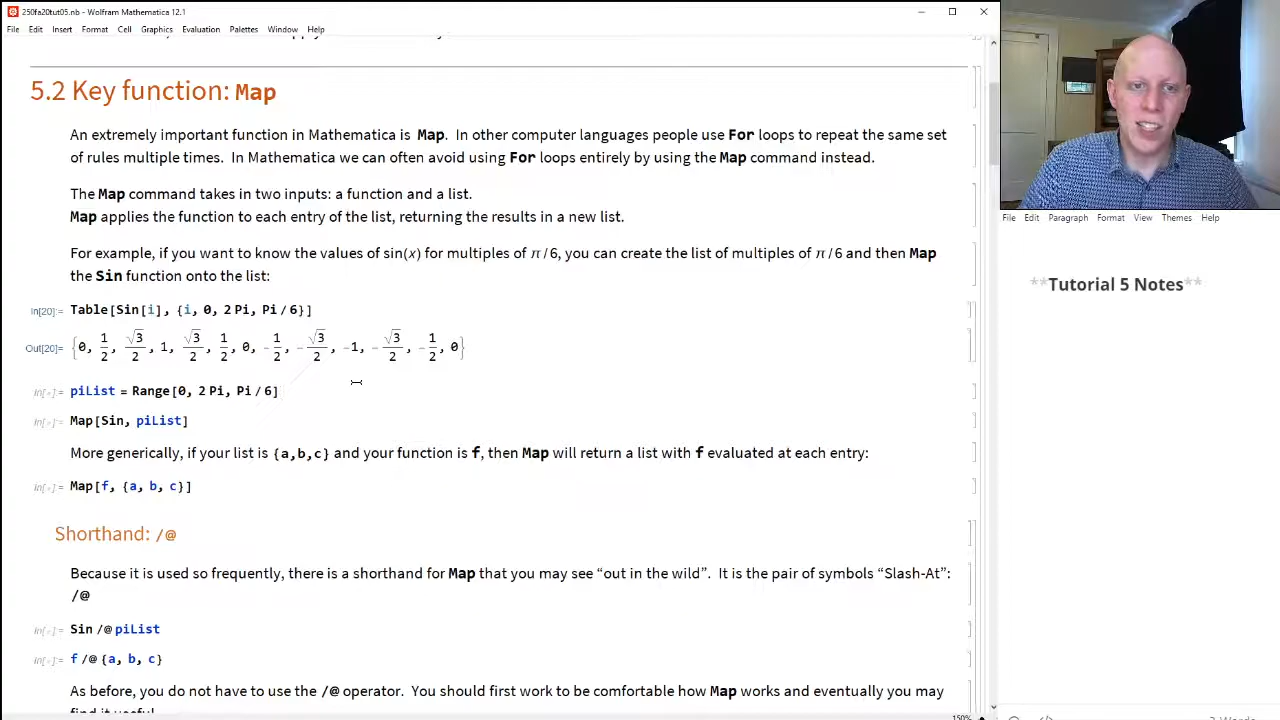 250fa20tut05.nb - Wolfram Mathematica 12.1
File Edit Insert Format Cell Graphics Evaluation Palettes Window Help
5.2 Key function: Map
An extremely important function in Mathematica is Map. In other computer languages people use For loops to repeat the same set
of rules multiple times. In Mathematica we can often avoid using For loops entirely by using the Map command instead.
The Map command takes in two inputs: a function and a list.
Map applies the function to each entry of the list, returning the results in a new list.
For example, if you want to know the values of sin(x) for multiples of π/6, you can create the list of multiples of π/6 and then Map
the Sin function onto the list:
In[20]:= Table[Sin[i], {i, 0, 2 Pi, Pi / 6}]
Out[20]= {0, 1/2, √3/2, 1, √3/2, 1/2, 0, -1/2, -√3/2, -1, -√3/2, -1/2, 0}
In[•]:= piList = Range[0, 2 Pi, Pi / 6]
In[•]:= Map[Sin, piList]
More generically, if your list is {a,b,c} and your function is f, then Map will return a list with f evaluated at each entry:
In[•]:= Map[f, {a, b, c}]
Shorthand: /@
Because it is used so frequently, there is a shorthand for Map that you may see “out in the wild”. It is the pair of symbols “Slash-At”:
/@
In[•]:= Sin /@ piList
In[•]:= f /@ {a, b, c}
As before, you do not have to use the /@ operator. You should first work to be comfortable how Map works and eventually you may
find it useful.
150%
File Edit Paragraph Format View Themes Help
**Tutorial 5 Notes**